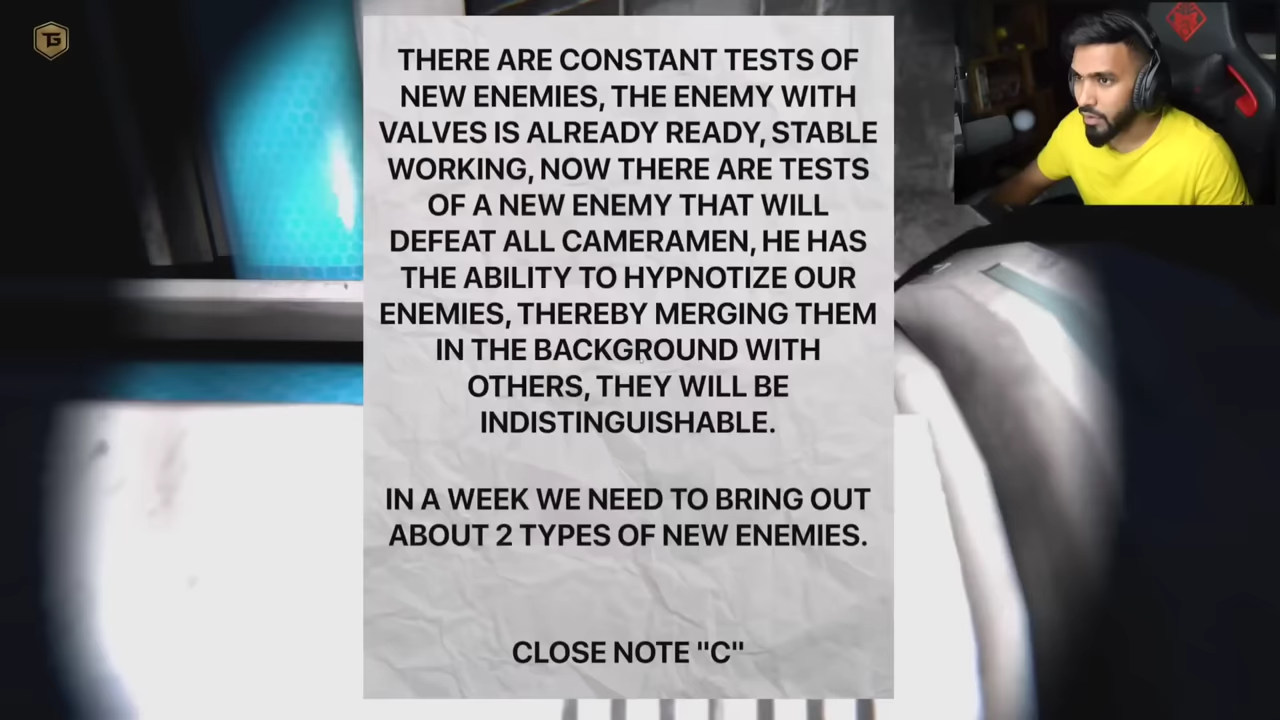 TG
THERE ARE CONSTANT TESTS OF
NEW ENEMIES, THE ENEMY WITH
VALVES IS ALREADY READY, STABLE
WORKING, NOW THERE ARE TESTS
OF A NEW ENEMY THAT WILL
DEFEAT ALL CAMERAMEN, HE HAS
THE ABILITY TO HYPNOTIZE OUR
ENEMIES, THEREBY MERGING THEM
IN THE BACKGROUND WITH
OTHERS, THEY WILL BE
INDISTINGUISHABLE.
IN A WEEK WE NEED TO BRING OUT
ABOUT 2 TYPES OF NEW ENEMIES.
CLOSE NOTE "C"